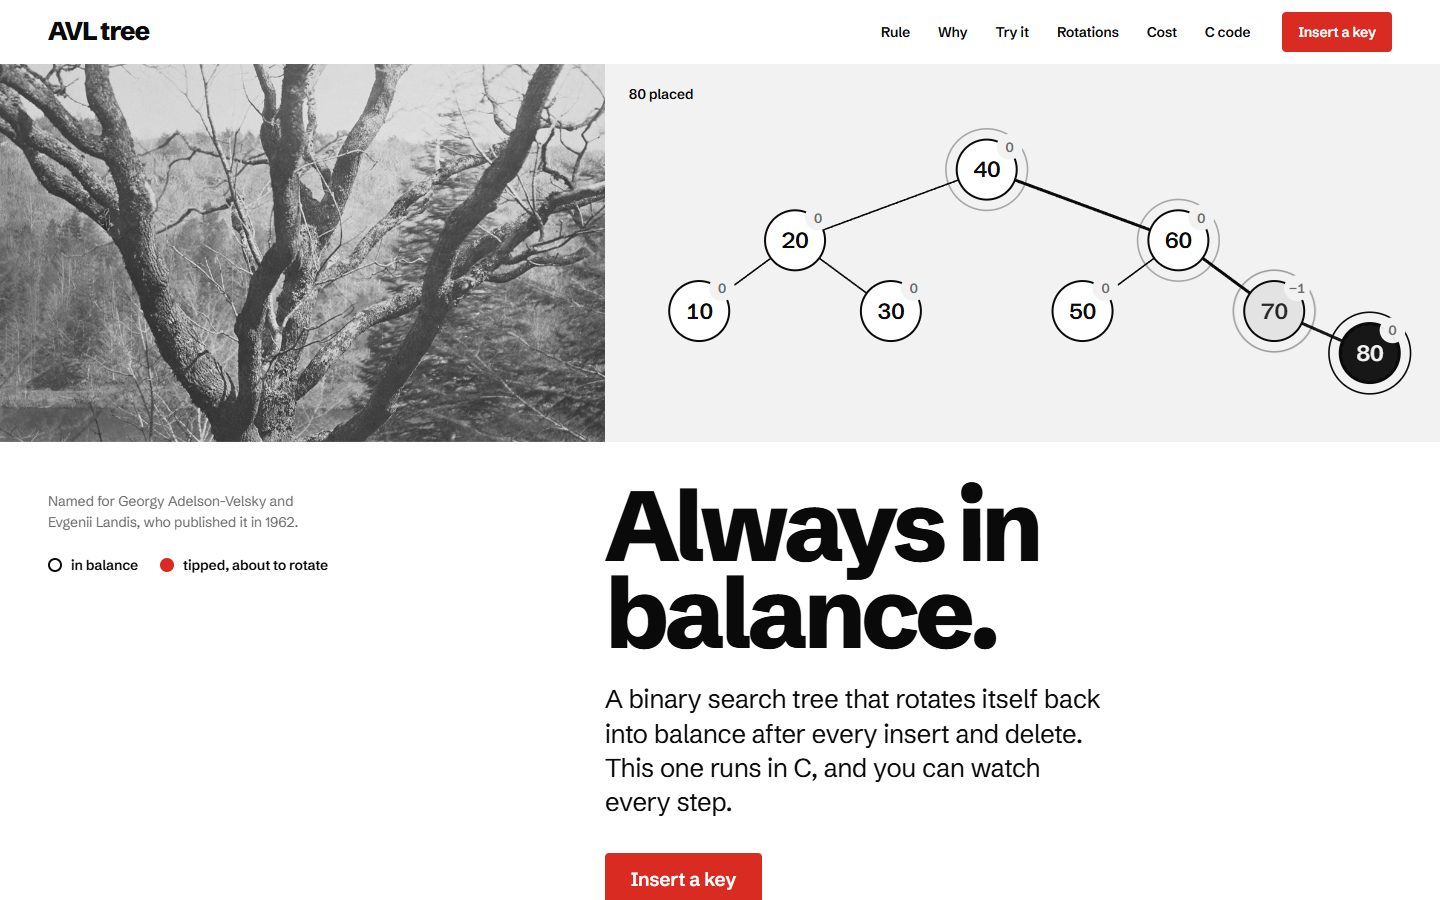 AVL tree
Rule Why Try it Rotations Cost C code Insert a key
80 placed
0
40
0
20
0
60
0
10
0
30
0
50
−1
70
0
80
Named for Georgy Adelson-Velsky and
Evgenii Landis, who published it in 1962.
in balance tipped, about to rotate
Always in
balance.
A binary search tree that rotates itself back
into balance after every insert and delete.
This one runs in C, and you can watch
every step.
Insert a key